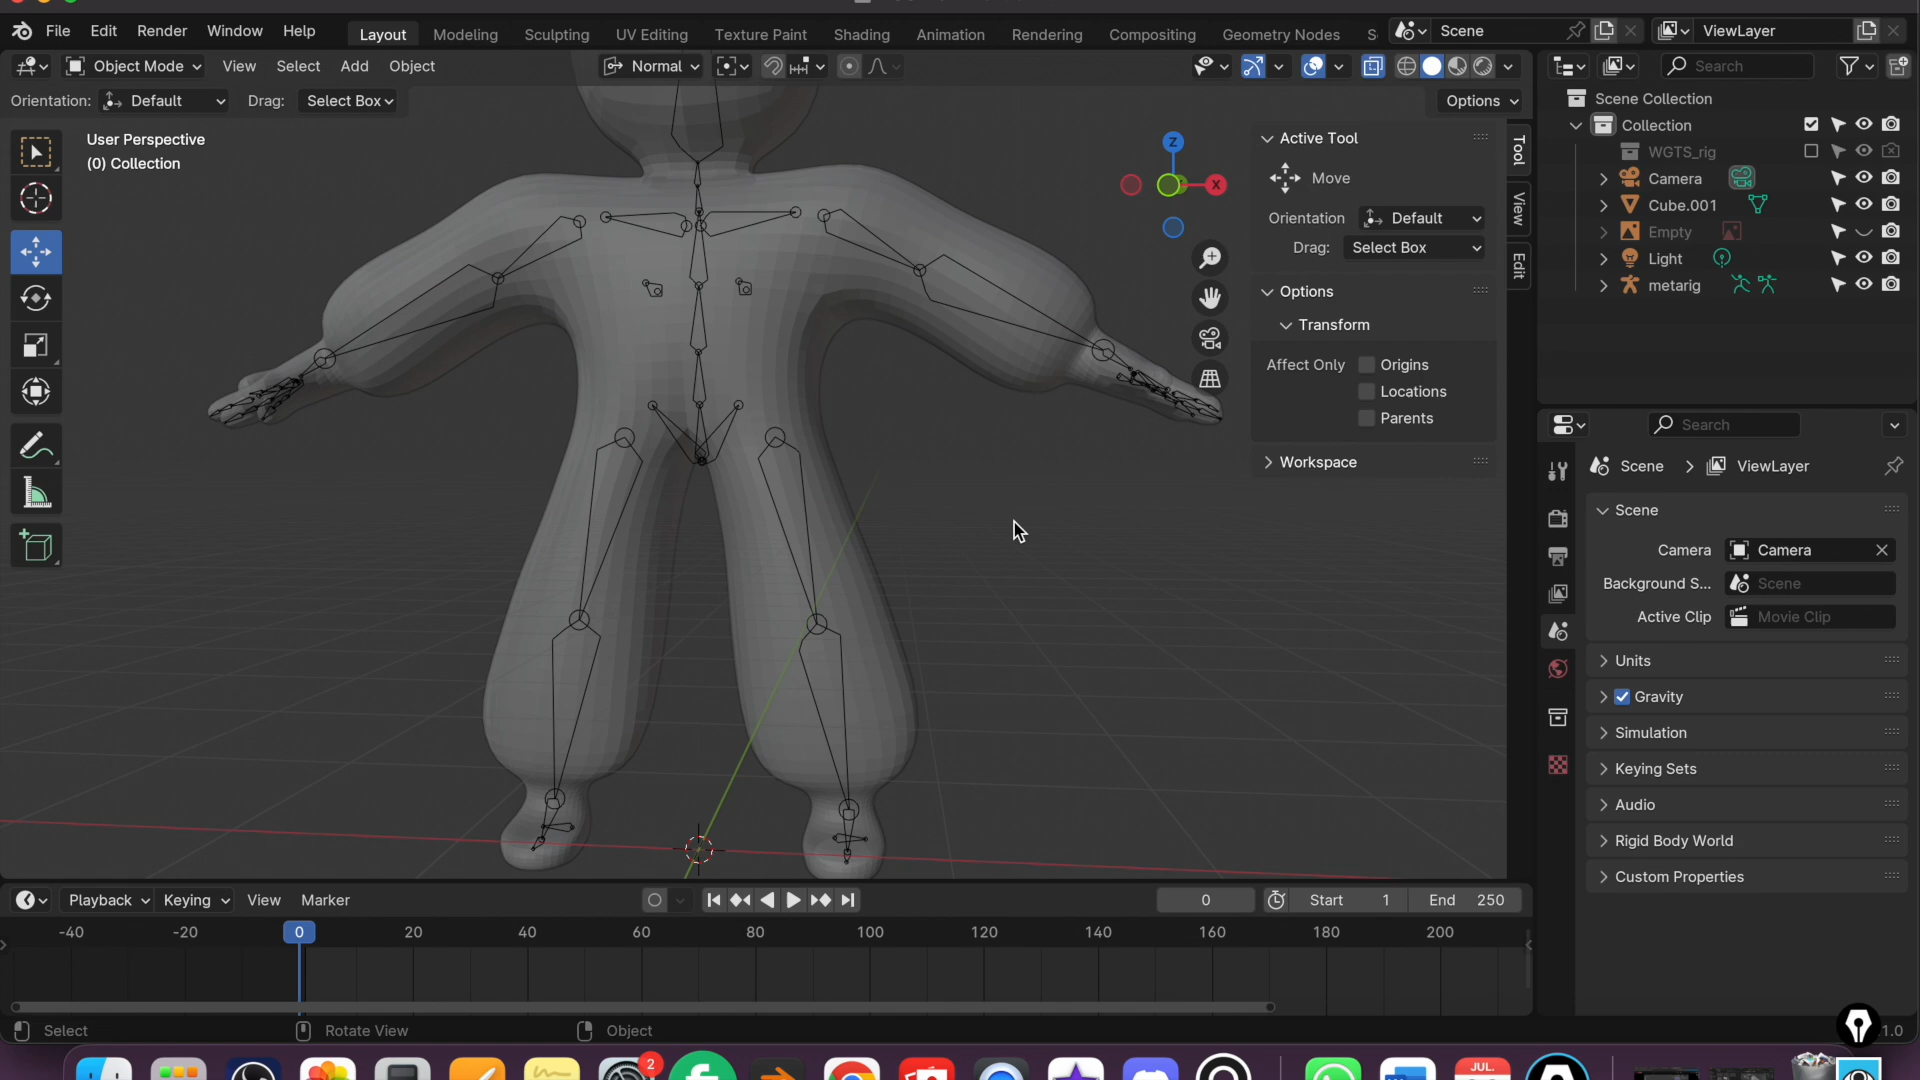 File Edit Render Window Help Layout Modeling Sculpting UV Editing Texture Paint Shading Animation Rendering Compositing Geometry Nodes S Scene ViewLayer
Object Mode View Select Add Object Normal Search
Orientation: Default Drag: Select Box Options
User Perspective
(0) Collection
Z
X
Active Tool
Move
Orientation Default
Drag: Select Box
Options
Transform
Affect Only Origins
Locations
Parents
Workspace
Tool
View
Edit
Scene Collection
Collection
WGTS_rig
Camera
Cube.001
Empty
Light
metarig
Search
Scene ViewLayer
Scene
Camera Camera
Background S... Scene
Active Clip Movie Clip
Units
Gravity
Simulation
Keying Sets
Audio
Rigid Body World
Custom Properties
Playback Keying View Marker 0 Start 1 End 250
-40 -20 0 20 40 60 80 100 120 140 160 180 200
Select Rotate View Object 1.0
2
JUL.